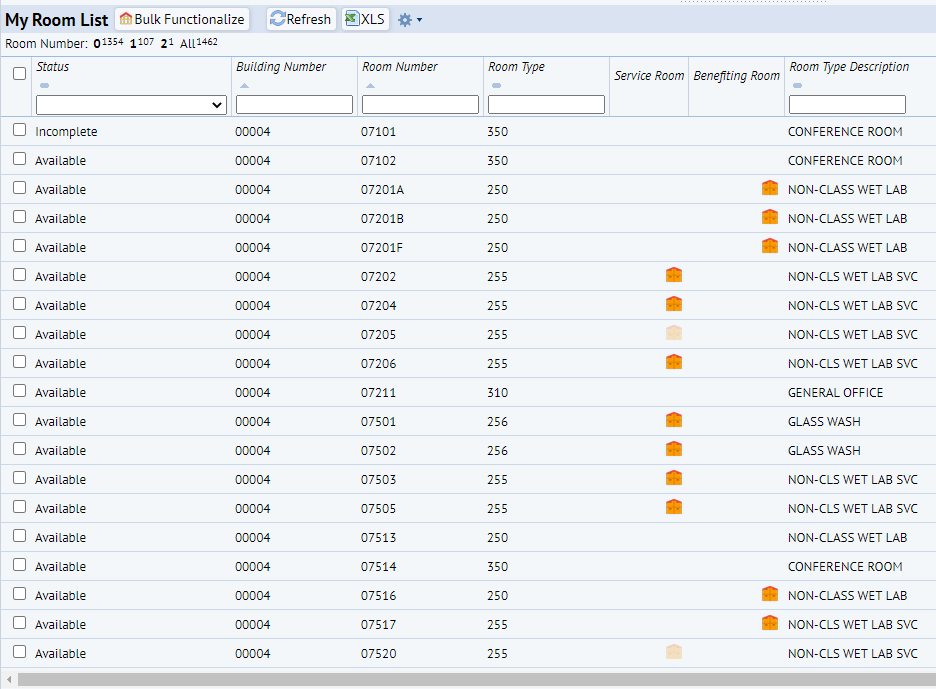 My Room List Bulk Functionalize Refresh XLS
Room Number: 0 1354 1 107 2 1 All 1462
Status Building Number Room Number Room Type Service Room Benefiting Room Room Type Description
Incomplete 00004 07101 350 CONFERENCE ROOM
Available 00004 07102 350 CONFERENCE ROOM
Available 00004 07201A 250 NON-CLASS WET LAB
Available 00004 07201B 250 NON-CLASS WET LAB
Available 00004 07201F 250 NON-CLASS WET LAB
Available 00004 07202 255 NON-CLS WET LAB SVC
Available 00004 07204 255 NON-CLS WET LAB SVC
Available 00004 07205 255 NON-CLS WET LAB SVC
Available 00004 07206 255 NON-CLS WET LAB SVC
Available 00004 07211 310 GENERAL OFFICE
Available 00004 07501 256 GLASS WASH
Available 00004 07502 256 GLASS WASH
Available 00004 07503 255 NON-CLS WET LAB SVC
Available 00004 07505 255 NON-CLS WET LAB SVC
Available 00004 07513 250 NON-CLASS WET LAB
Available 00004 07514 350 CONFERENCE ROOM
Available 00004 07516 250 NON-CLASS WET LAB
Available 00004 07517 255 NON-CLS WET LAB SVC
Available 00004 07520 255 NON-CLS WET LAB SVC